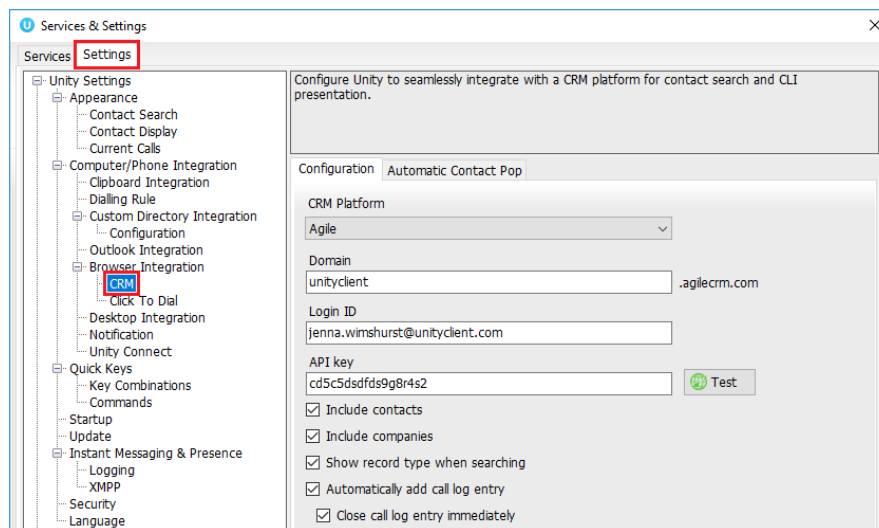 U Services & Settings
Services Settings
Unity Settings
Appearance
Contact Search
Contact Display
Current Calls
Computer/Phone Integration
Clipboard Integration
Dialling Rule
Custom Directory Integration
Configuration
Outlook Integration
Browser Integration
CRM
Click To Dial
Desktop Integration
Notification
Unity Connect
Quick Keys
Key Combinations
Commands
Startup
Update
Instant Messaging & Presence
Logging
XMPP
Security
Language
Configure Unity to seamlessly integrate with a CRM platform for contact search and CLI
presentation.
Configuration Automatic Contact Pop
CRM Platform
Agile
Domain
unityclient .agilecrm.com
Login ID
jenna.wimshurst@unityclient.com
API key
cd5c5dsdfds9g8r4s2 Test
Include contacts
Include companies
Show record type when searching
Automatically add call log entry
Close call log entry immediately